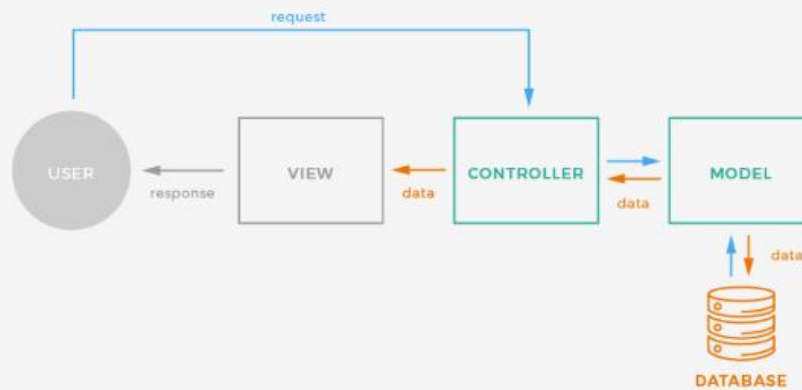 request
USER
response
VIEW
data
CONTROLLER
data
MODEL
data
DATABASE